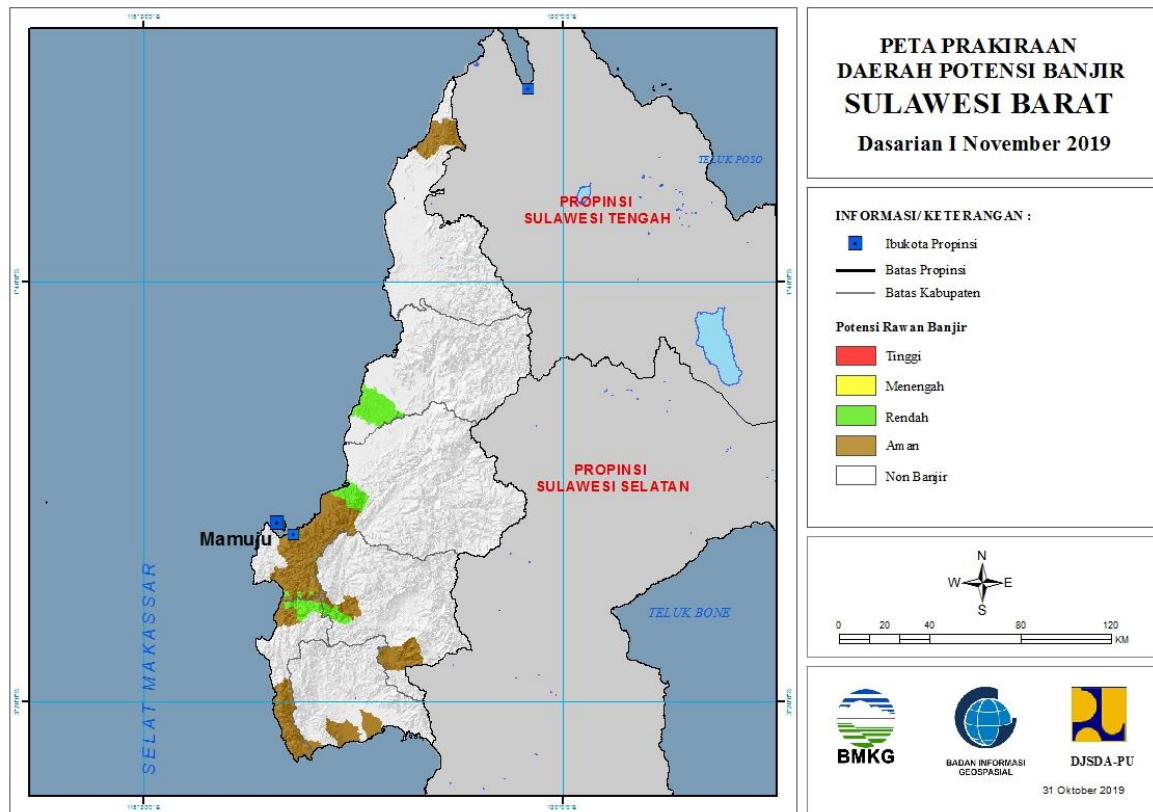 TELUK POSO
PROPINSI
SULAWESI TENGAH
PROPINSI
SULAWESI SELATAN
Mamuju
SELAT MAKASSAR
TELUK BONE
PETA PRAKIRAAN
DAERAH POTENSI BANJIR
SULAWESI BARAT
Dasarian I November 2019
INFORMASI/ KETERANGAN :
Ibukota Propinsi
Batas Propinsi
Batas Kabupaten
Potensi Rawan Banjir
Tinggi
Menengah
Rendah
Aman
Non Banjir
N
W E
S
0 20 40 80 120
KM
BMKG
BADAN INFORMASI
GEOSPASIAL
DJSDA-PU
31 Oktober 2019